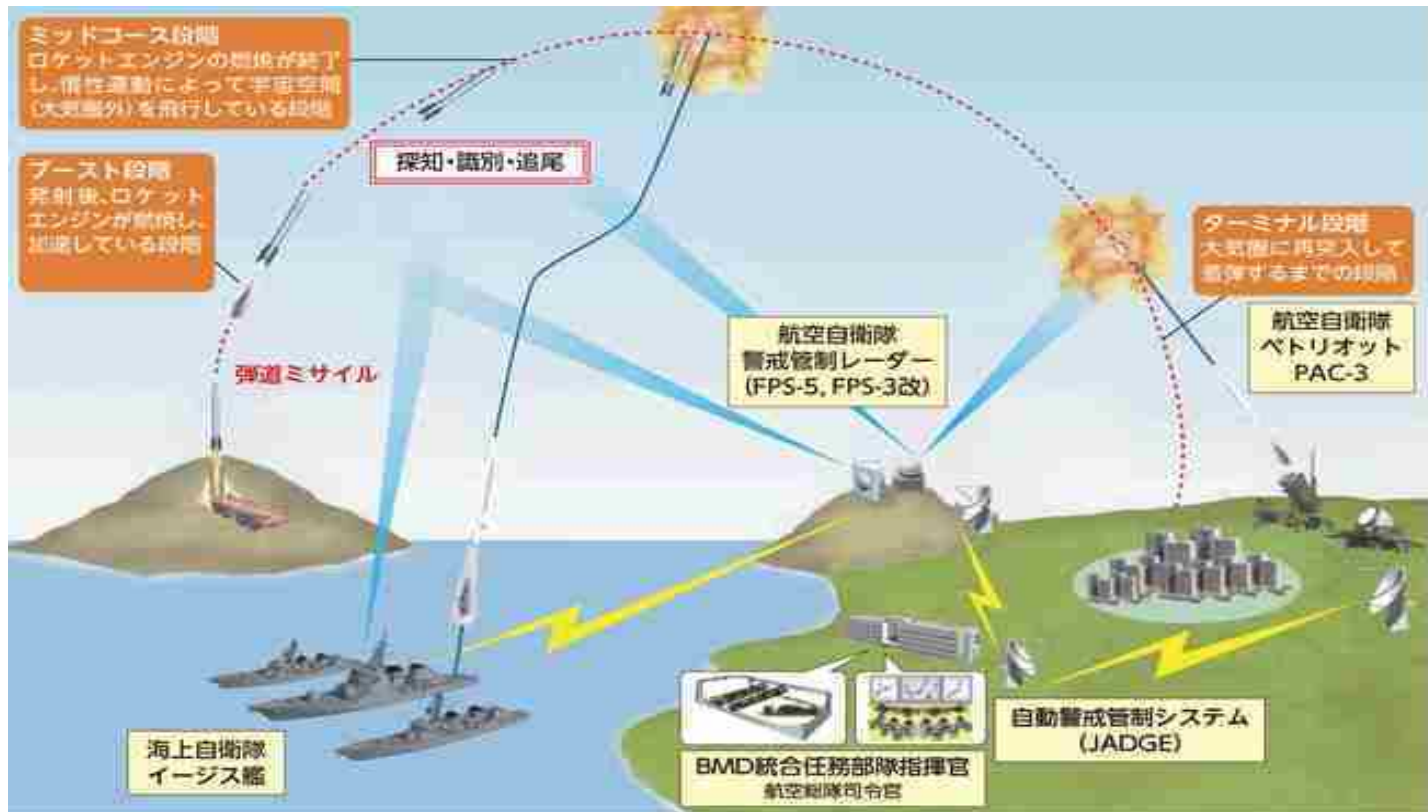 ミッドコース段階
ロケットエンジンの燃焼が終了
し、慣性運動によって宇宙空間
(大気圏外)を飛行している段階
ブースト段階
発射後、ロケット
エンジンが燃焼し、
加速している段階
探知・識別・追尾
弾道ミサイル
ターミナル段階
大気圏に再突入して
着弾するまでの段階
航空自衛隊
警戒管制レーダー
(FPS-5, FPS-3改)
航空自衛隊
ペトリオット
PAC-3
海上自衛隊
イージス艦
BMD統合任務部隊指揮官
航空総隊司令官
自動警戒管制システム
(JADGE)